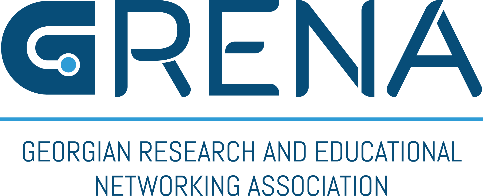 GRENA
GEORGIAN RESEARCH AND EDUCATIONAL
NETWORKING ASSOCIATION